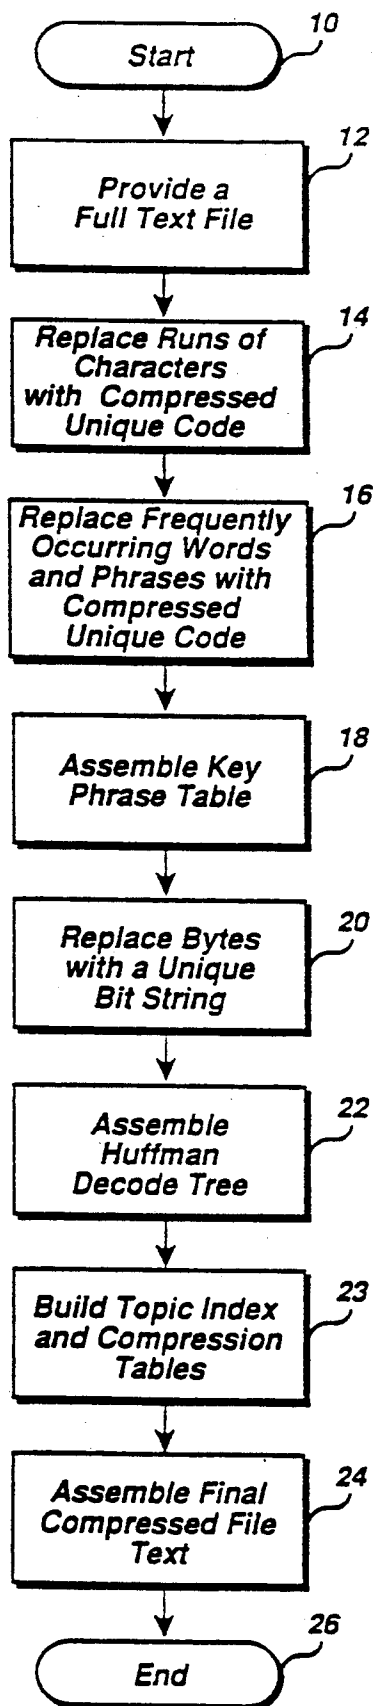 10
Start
12
Provide a
Full Text File
14
Replace Runs of
Characters
with Compressed
Unique Code
16
Replace Frequently
Occurring Words
and Phrases with
Compressed
Unique Code
18
Assemble Key
Phrase Table
20
Replace Bytes
with a Unique
Bit String
22
Assemble
Huffman
Decode Tree
23
Build Topic Index
and Compression
Tables
24
Assemble Final
Compressed File
Text
26
End